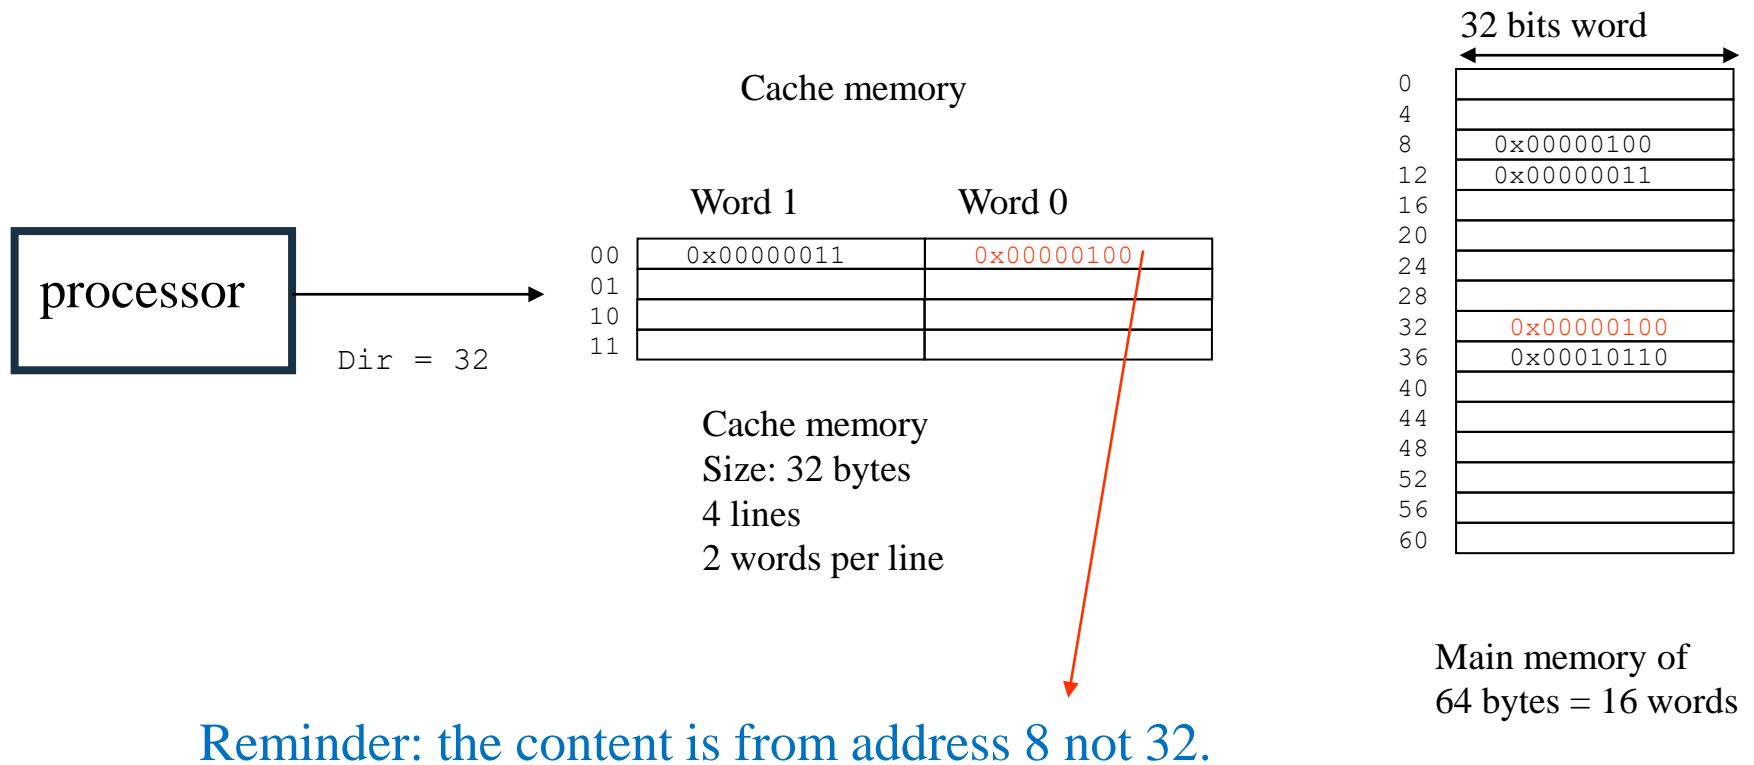 32 bits word
Cache memory
0
4
8 0x00000100
12 0x00000011
16
20
24
28
32 0x00000100
36 0x00010110
40
44
48
52
56
60
Word 1 Word 0
00 0x00000011 0x00000100
01
10
11
processor
Dir = 32
Cache memory
Size: 32 bytes
4 lines
2 words per line
Main memory of
64 bytes = 16 words
Reminder: the content is from address 8 not 32.